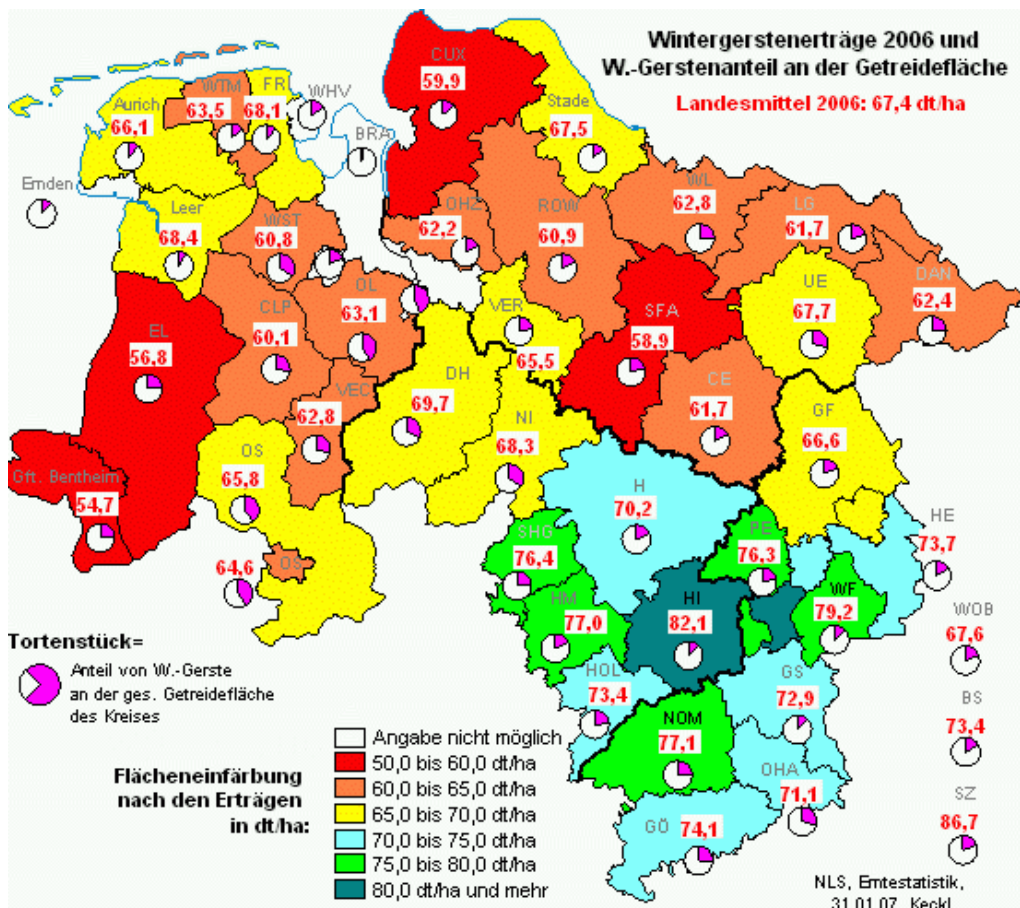 Wintergerstenerträge 2006 und
W.-Gerstenanteil an der Getreidefläche
Landesmittel 2006: 67,4 dt/ha
CUX
59,9
WTM
63,5
FRI
68,1
WHV
Aurich
66,1
BRA
Stade
67,5
Emden
Leer
68,4
WST
60,8
OHZ
62,2
ROW
60,9
WL
62,8
LG
61,7
DAN
62,4
UE
67,7
OL
63,1
VER
65,5
SFA
58,9
EL
56,8
CLP
60,1
VEC
62,8
DH
69,7
NI
68,3
CE
61,7
GF
66,6
OS
65,8
Gft. Bentheim
54,7
H
70,2
SHG
76,4
PE
76,3
HE
73,7
OS
64,6
HM
77,0
HI
82,1
WF
79,2
WOB
67,6
HOL
73,4
GS
72,9
BS
73,4
NOM
77,1
OHA
71,1
SZ
86,7
GÖ
74,1
Tortenstück=
Anteil von W.-Gerste
an der ges. Getreidefläche
des Kreises
Flächeneinfärbung
nach den Erträgen
in dt/ha:
Angabe nicht möglich
50,0 bis 60,0 dt/ha
60,0 bis 65,0 dt/ha
65,0 bis 70,0 dt/ha
70,0 bis 75,0 dt/ha
75,0 bis 80,0 dt/ha
80,0 dt/ha und mehr
NLS, Erntestatistik,
31.01.07, Keckl